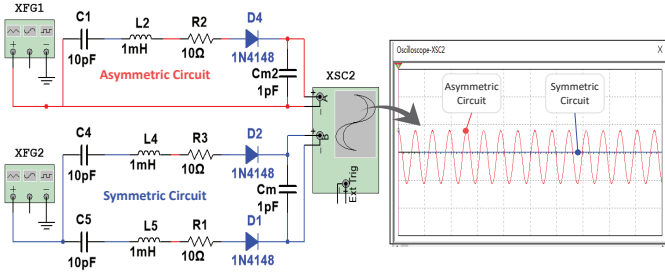 XFG1
C1
10pF
L2
1mH
R2
10Ω
D4
1N4148
Cm2
1pF
Asymmetric Circuit
XSC2
A
B
Ext Trig
XFG2
C4
10pF
L4
1mH
R3
10Ω
D2
1N4148
Cm
1pF
Symmetric Circuit
C5
10pF
L5
1mH
R1
10Ω
D1
1N4148
Oscilloscope-XSC2
X
Asymmetric
Circuit
Symmetric
Circuit